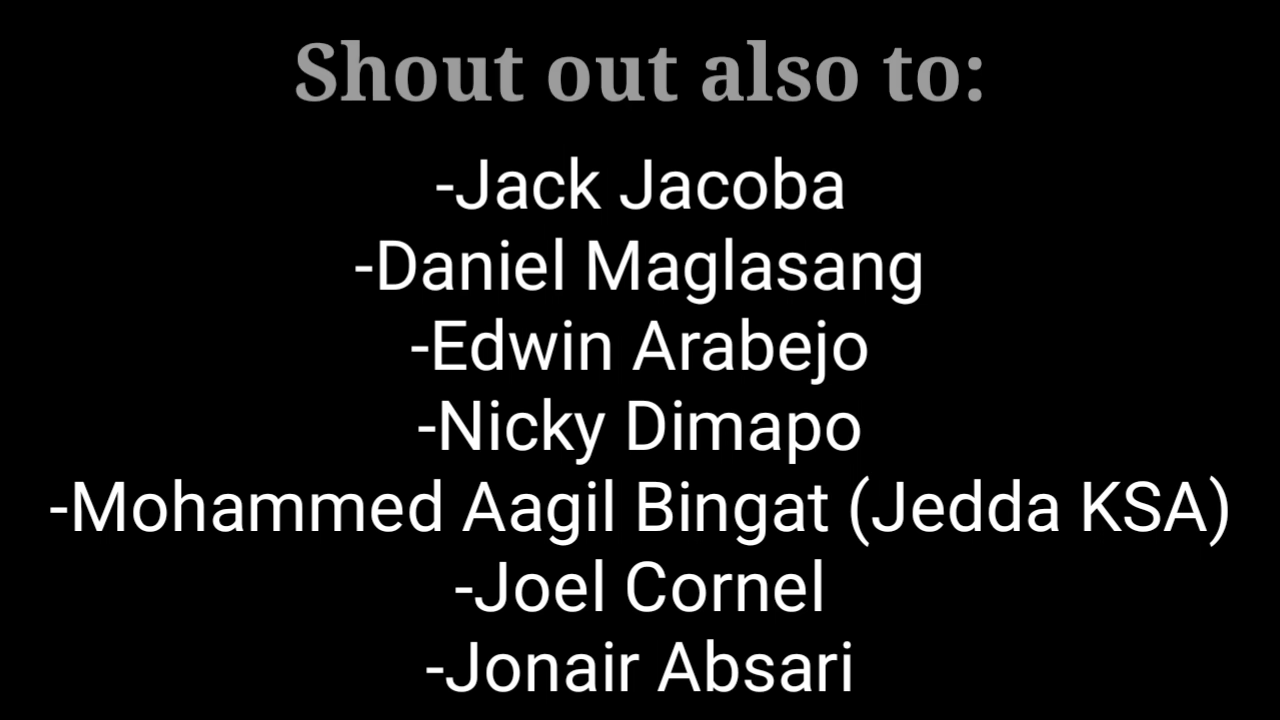 Shout out also to:
-Jack Jacoba
-Daniel Maglasang
-Edwin Arabejo
-Nicky Dimapo
-Mohammed Aagil Bingat (Jedda KSA)
-Joel Cornel
-Jonair Absari